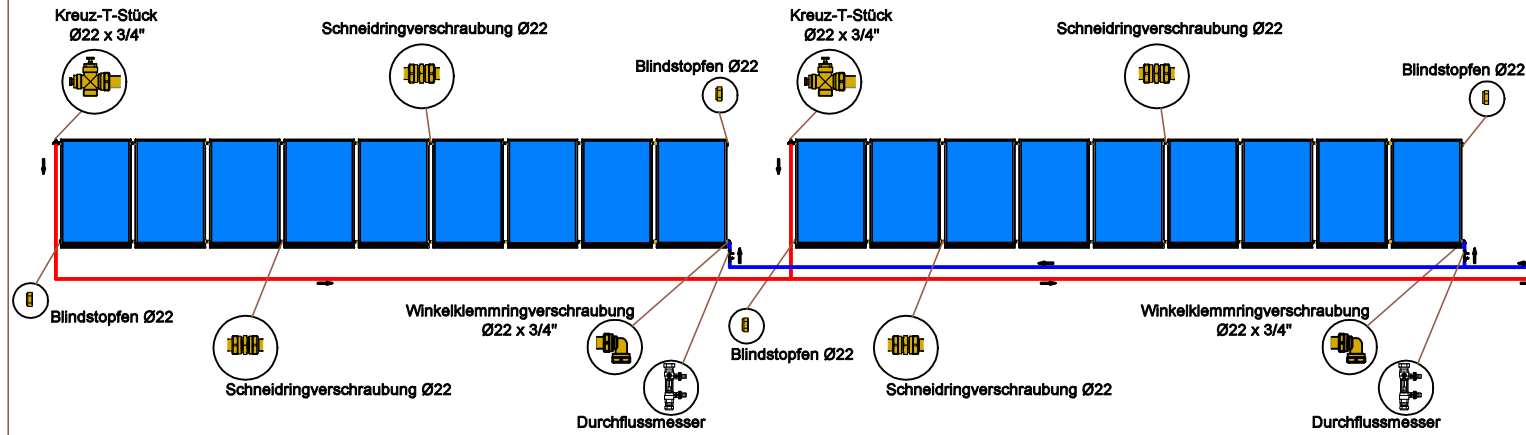 Kreuz-T-Stück
Ø22 x 3/4"
Schneidringverschraubung Ø22
Blindstopfen Ø22
Kreuz-T-Stück
Ø22 x 3/4"
Schneidringverschraubung Ø22
Blindstopfen Ø22
Blindstopfen Ø22
Schneidringverschraubung Ø22
Winkelklemmringverschraubung
Ø22 x 3/4"
Durchflussmesser
Blindstopfen Ø22
Schneidringverschraubung Ø22
Winkelklemmringverschraubung
Ø22 x 3/4"
Durchflussmesser